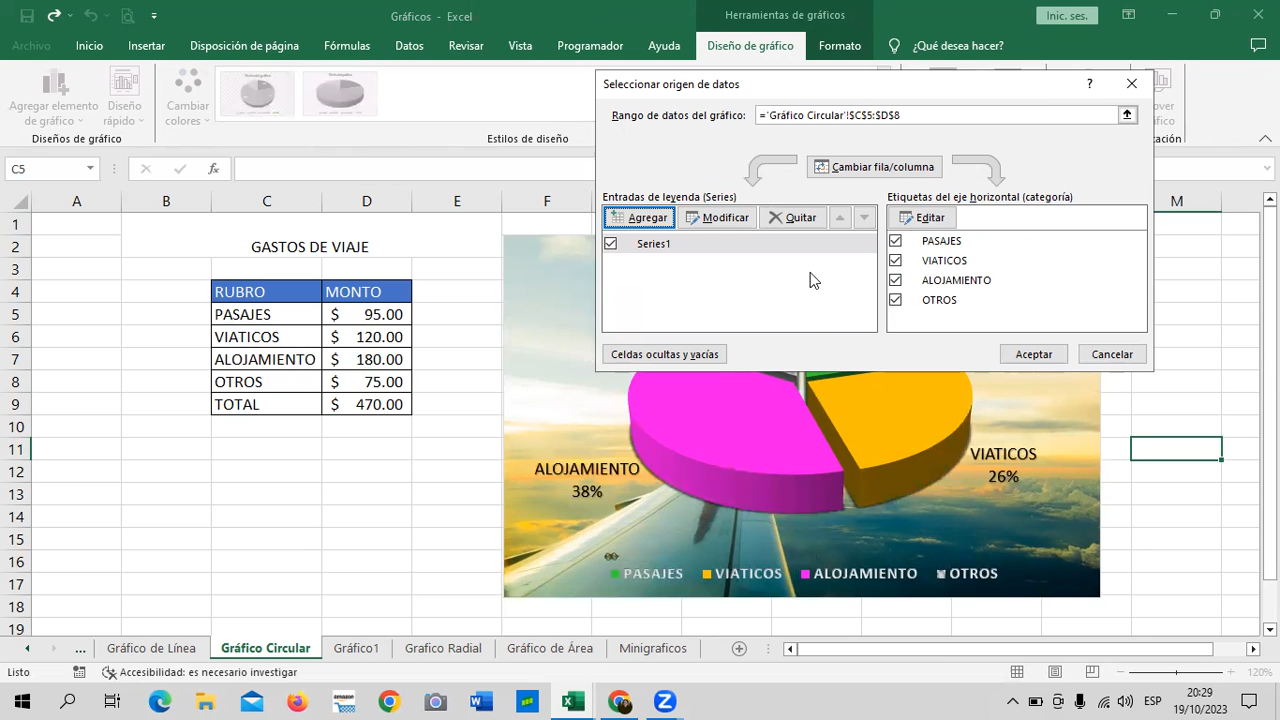 Gráficos - Excel
Herramientas de gráficos
Inic. ses.
Archivo Inicio Insertar Disposición de página Fórmulas Datos Revisar Vista Programador Ayuda Diseño de gráfico Formato ¿Qué desea hacer?
Agregar elemento de gráfico
Diseño rápido
Cambiar colores
Diseños de gráfico
Estilos de diseño
Seleccionar origen de datos
? ×
Rango de datos del gráfico: ='Gráfico Circular'!$C$5:$D$8
Cambiar fila/columna
Entradas de leyenda (Series)
Etiquetas del eje horizontal (categoría)
Agregar Modificar Quitar
Editar
Series1
PASAJES
VIATICOS
ALOJAMIENTO
OTROS
Celdas ocultas y vacías
Aceptar Cancelar
C5 fx
A B C D E F M
1
2 GASTOS DE VIAJE
3
4 RUBRO MONTO
5 PASAJES $ 95.00
6 VIATICOS $ 120.00
7 ALOJAMIENTO $ 180.00
8 OTROS $ 75.00
9 TOTAL $ 470.00
10
11
12
13
14
15
16
17
18
19
ALOJAMIENTO
38%
VIATICOS
26%
PASAJES VIATICOS ALOJAMIENTO OTROS
... Gráfico de Línea Gráfico Circular Gráfico1 Grafico Radial Gráfico de Área Minigraficos
Listo Accesibilidad: es necesario investigar
120%
ESP
20:29
19/10/2023